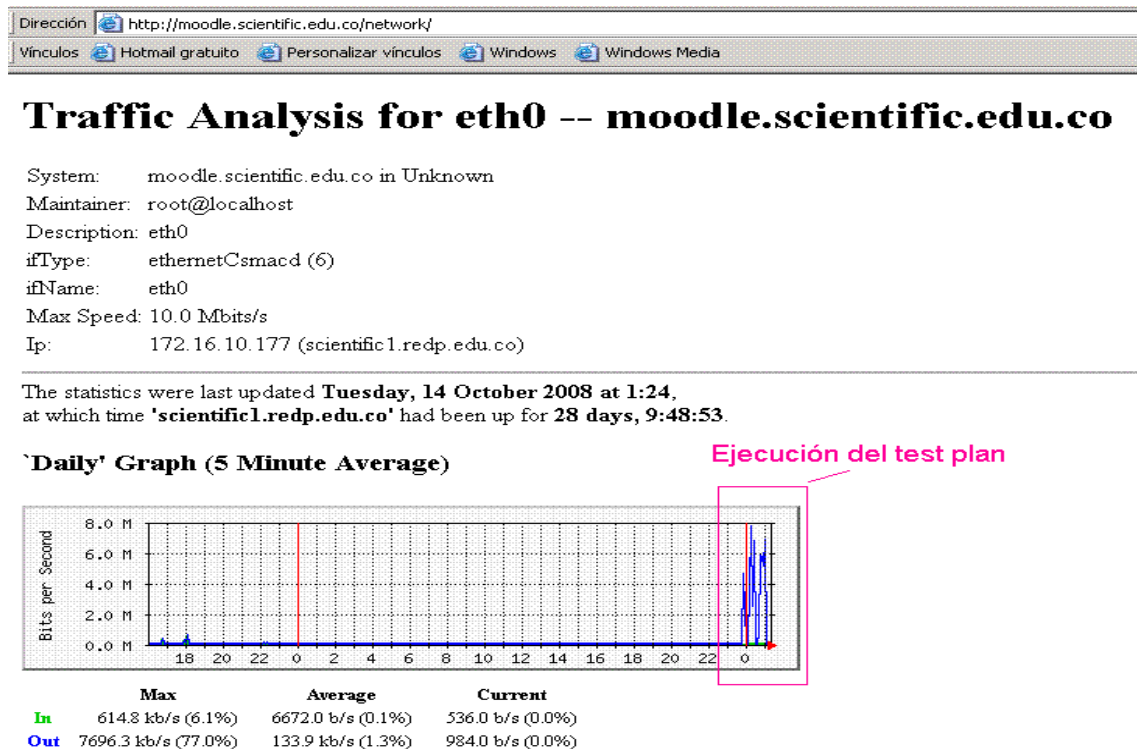 Dirección http://moodle.scientific.edu.co/network/
Vínculos Hotmail gratuito Personalizar vínculos Windows Windows Media
Traffic Analysis for eth0 -- moodle.scientific.edu.co
System: moodle.scientific.edu.co in Unknown
Maintainer: root@localhost
Description: eth0
ifType: ethernetCsmacd (6)
ifName: eth0
Max Speed: 10.0 Mbits/s
Ip: 172.16.10.177 (scientific1.redp.edu.co)
The statistics were last updated Tuesday, 14 October 2008 at 1:24,
at which time 'scientific1.redp.edu.co' had been up for 28 days, 9:48:53.
`Daily' Graph (5 Minute Average)
Ejecución del test plan
Bits per Second
8.0 M
6.0 M
4.0 M
2.0 M
0.0 M
18 20 22 0 2 4 6 8 10 12 14 16 18 20 22 0
Max Average Current
In 614.8 kb/s (6.1%) 6672.0 b/s (0.1%) 536.0 b/s (0.0%)
Out 7696.3 kb/s (77.0%) 133.9 kb/s (1.3%) 984.0 b/s (0.0%)